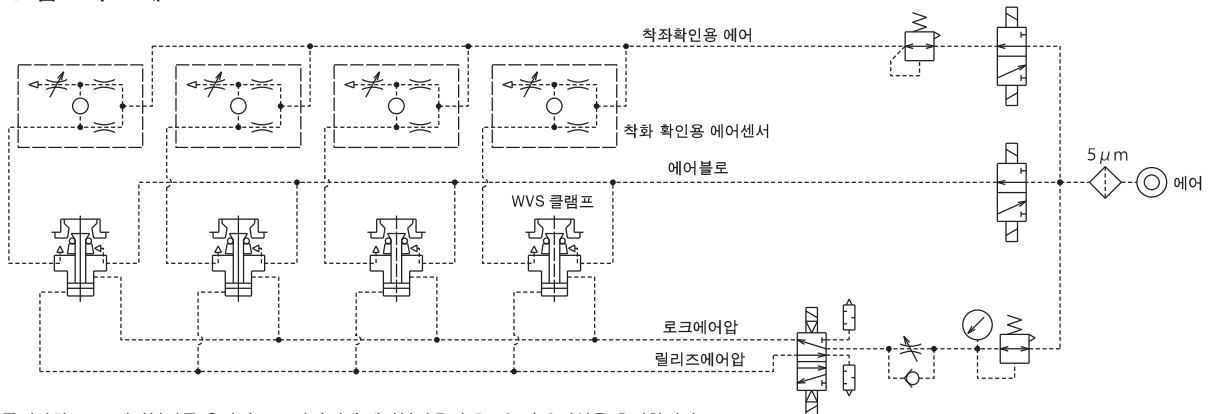 착좌확인용 에어
착화 확인용 에어센서
5μm
에어블로
에어
WVS 클램프
로크에어압
릴리즈에어압